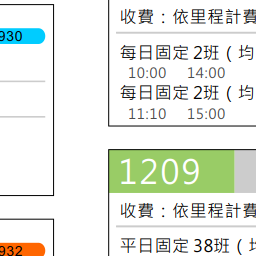 930
932
收費：依里程計費
每日固定 2班（ 均
10:00 14:00
每日固定 2班（ 均
11:10 15:00
1209
收費：依里程計費
平日固定 38班（ 均